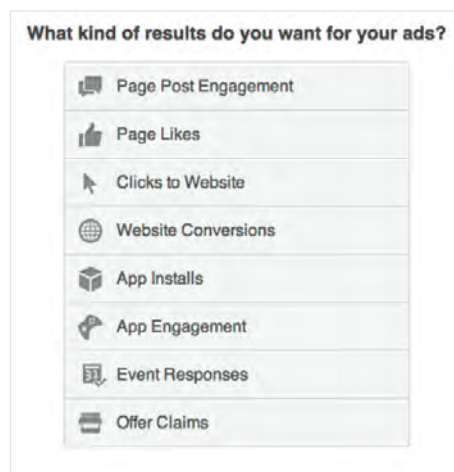 What kind of results do you want for your ads?
Page Post Engagement
Page Likes
Clicks to Website
Website Conversions
App Installs
App Engagement
31 Event Responses
Offer Claims